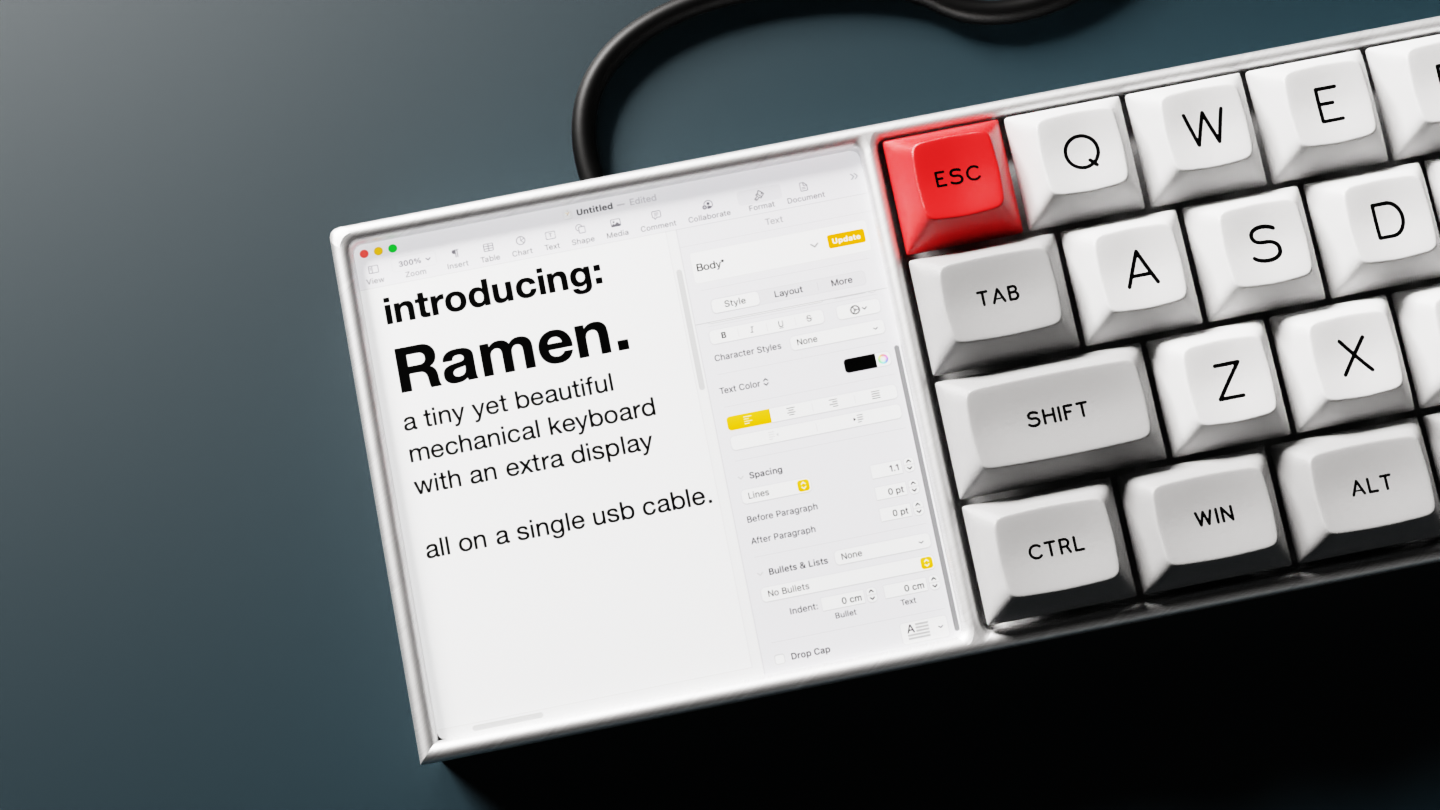 Untitled — Edited
View
300%
Zoom
Insert
Table
Chart
Text
Shape
Media
Comment
Collaborate
Format
Document
introducing:
Ramen.
a tiny yet beautiful
mechanical keyboard
with an extra display
all on a single usb cable.
Text
Body*
Update
Style Layout More
B I U S
Character Styles None
Text Color
Spacing
Lines 1.1
Before Paragraph 0 pt
After Paragraph 0 pt
Bullets & Lists None
No Bullets
Indent: 0 cm 0 cm
Bullet Text
A
Drop Cap
ESC Q W E
TAB A S D
SHIFT Z X
CTRL WIN ALT